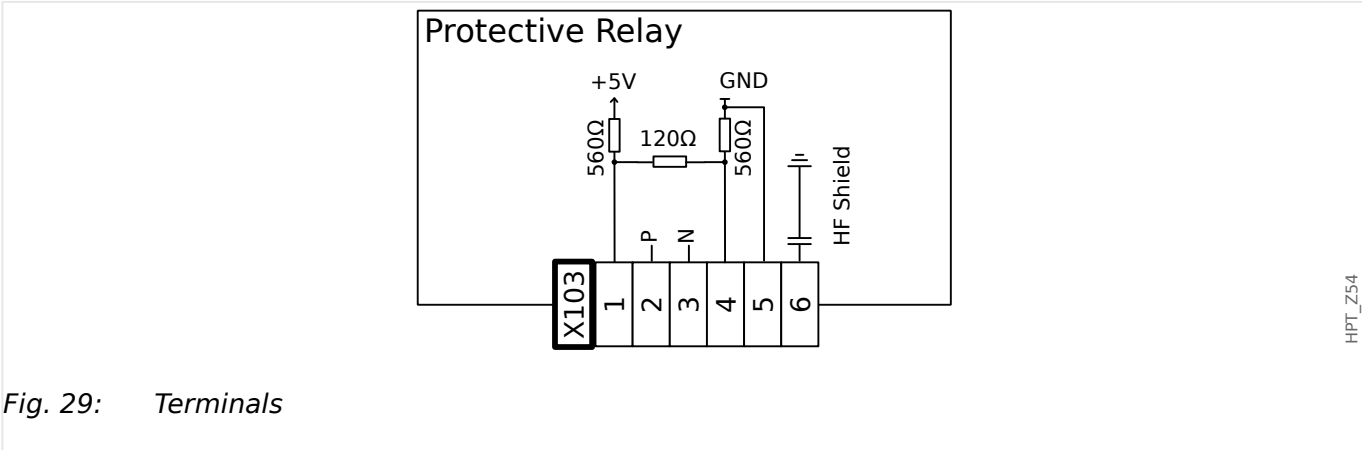 Protective Relay
+5V
GND
560Ω
120Ω
560Ω
HF Shield
P
N
X103
1
2
3
4
5
6
HPT_Z54
Fig. 29: Terminals